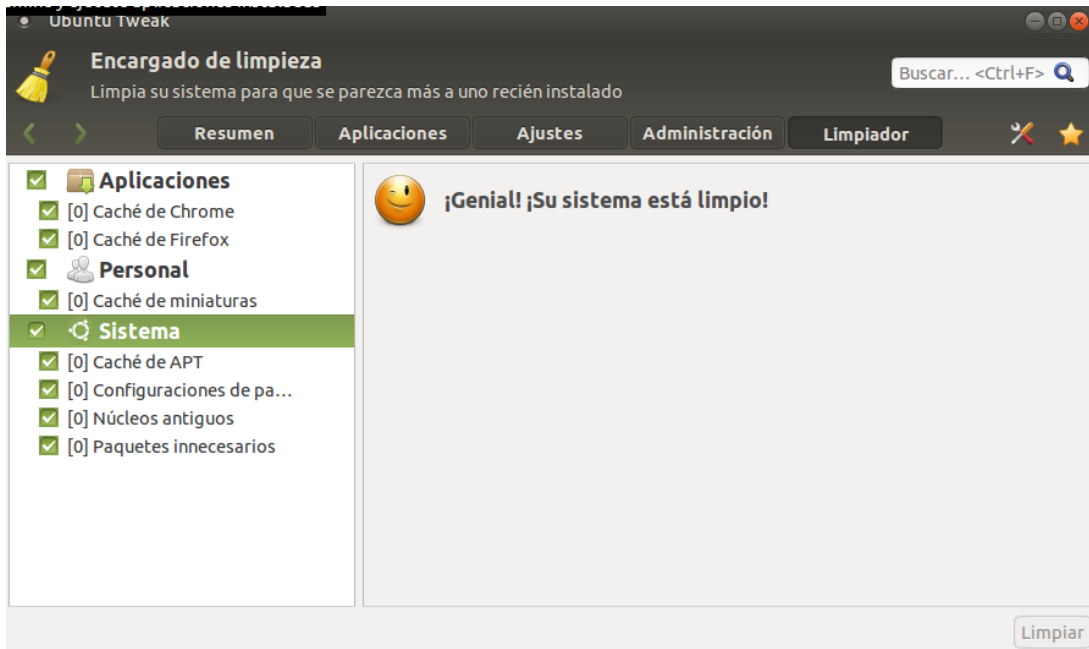 Ubuntu Tweak
Encargado de limpieza
Limpia su sistema para que se parezca más a uno recién instalado
Buscar... <Ctrl+F>
Resumen Aplicaciones Ajustes Administración Limpiador
Aplicaciones
[0] Caché de Chrome
[0] Caché de Firefox
Personal
[0] Caché de miniaturas
Sistema
[0] Caché de APT
[0] Configuraciones de pa...
[0] Núcleos antiguos
[0] Paquetes innecesarios
¡Genial! ¡Su sistema está limpio!
Limpiar